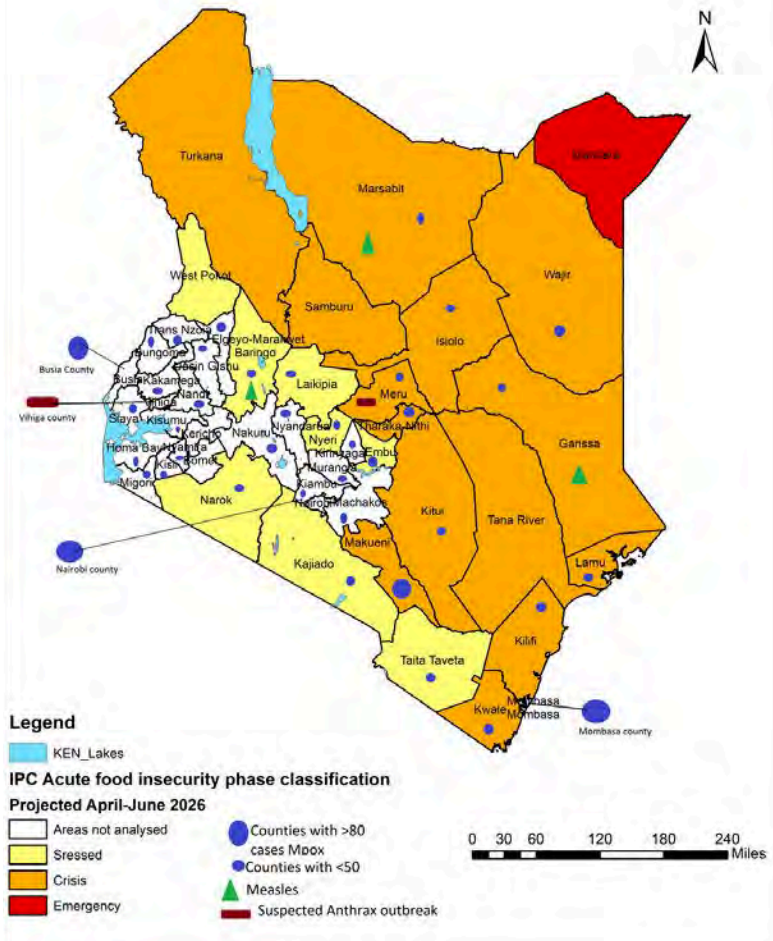 N
Turkana
Mandera
Marsabit
Wajir
West Pokot
Samburu
Isiolo
Trans Nzoia
Elgeyo-Marakwet
Bungoma
Uasin Gishu
Baringo
Busia County
Busia
Kakamega
Laikipia
Nandi
Meru
Vihiga
Vihiga county
Siaya
Kisumu
Nyandarua
Tharaka-Nithi
Garissa
Kericho
Nakuru
Nyeri
Embu
Homa Bay
Nyamira
Kirinyaga
Kisii
Bomet
Murang'a
Migori
Kiambu
Narok
Nairobi
Machakos
Kitui
Tana River
Makueni
Lamu
Nairobi county
Kajiado
Kilifi
Taita Taveta
Kwale
Mombasa
Mombasa
Mombasa county
Legend
KEN_Lakes
IPC Acute food insecurity phase classification
Projected April-June 2026
Areas not analysed
Sressed
Crisis
Emergency
Counties with >80
cases Mpox
Counties with <50
Measles
Suspected Anthrax outbreak
0 30 60 120 180 240
Miles